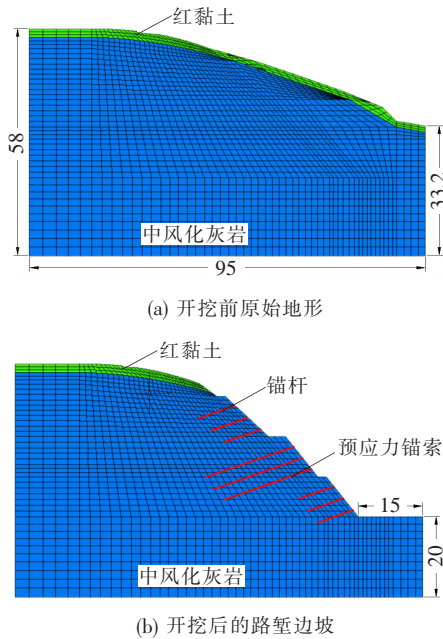 红黏土
58
33.2
中风化灰岩
95
(a) 开挖前原始地形
红黏土
锚杆
预应力锚索
15
20
中风化灰岩
(b) 开挖后的路堑边坡